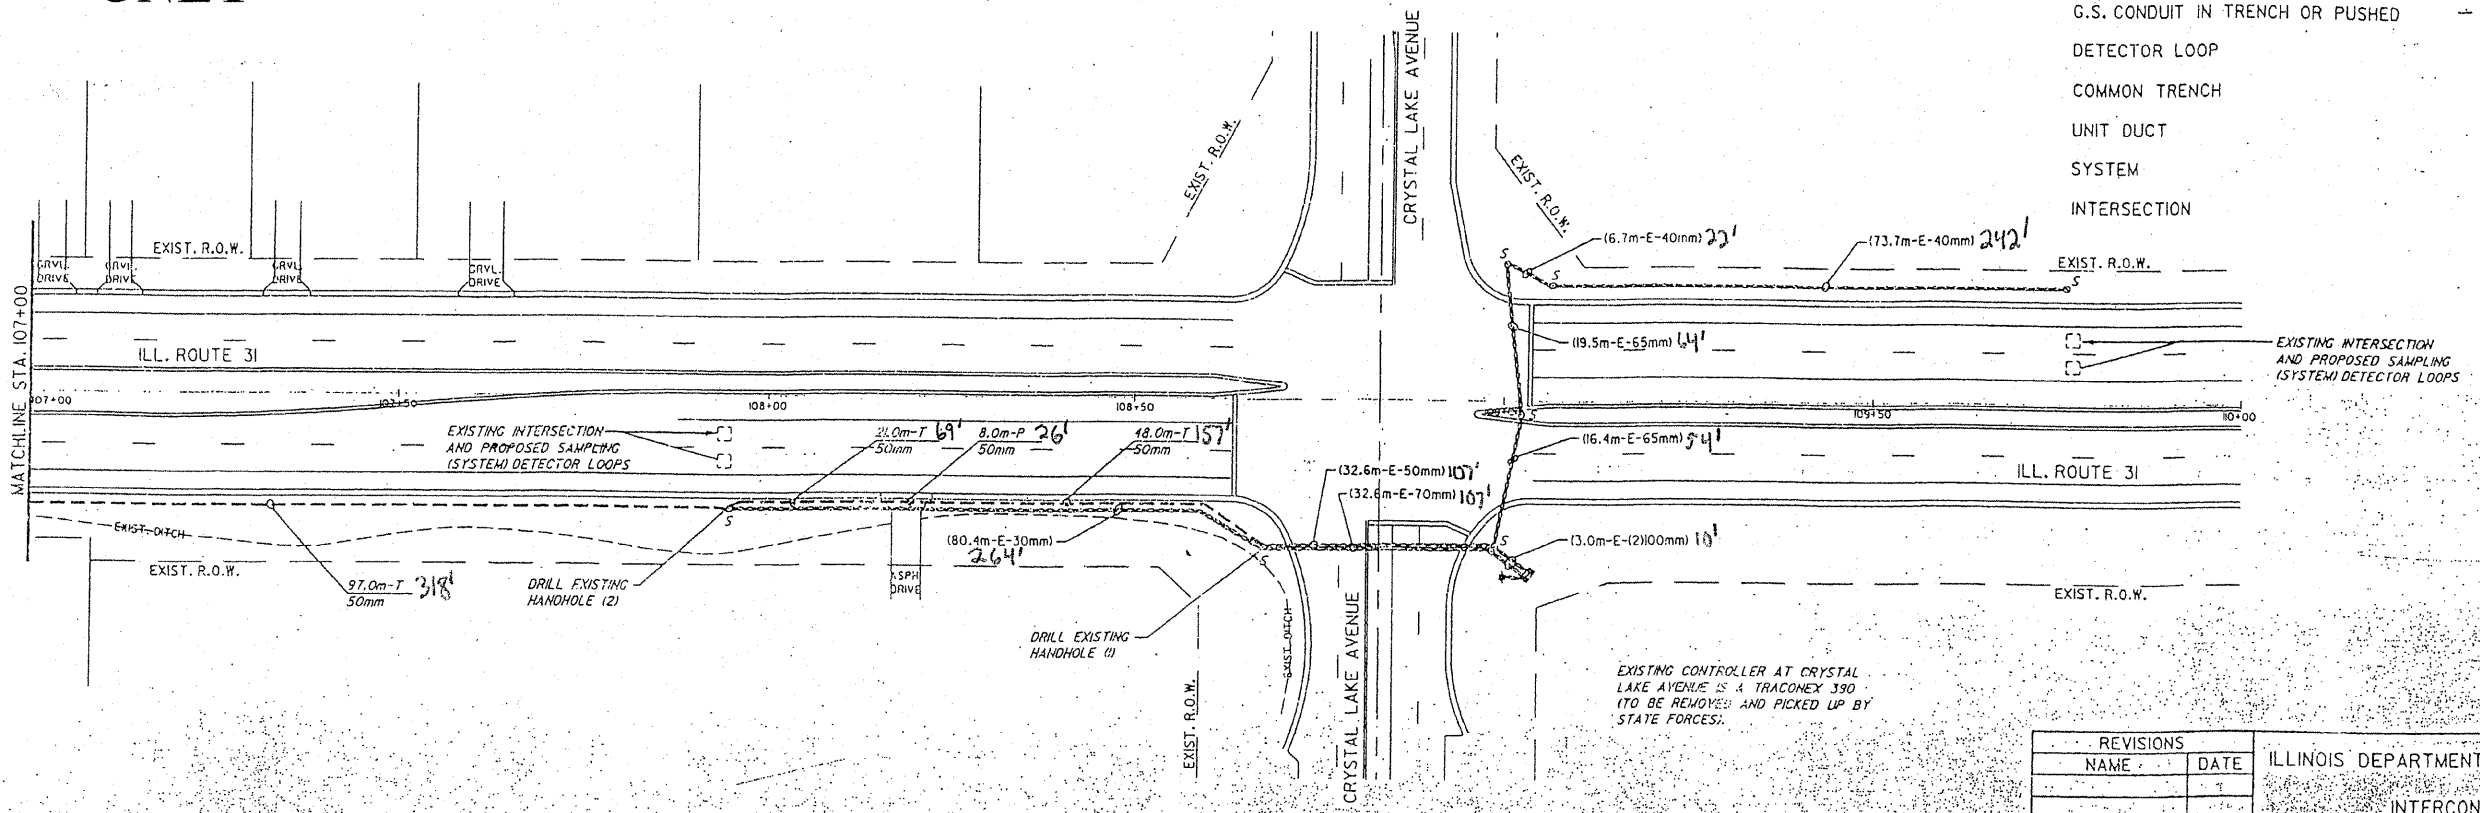 G.S. CONDUIT IN TRENCH OR PUSHED
DETECTOR LOOP
COMMON TRENCH
UNIT DUCT
SYSTEM
INTERSECTION
CRYSTAL LAKE AVENUE
EXIST. R.O.W.
EXIST. R.O.W.
(6.7m-E-40mm) 22'
(73.7m-E-40mm) 242'
EXIST. R.O.W.
EXIST. R.O.W.
GRVL.
DRIVE
GRVL.
DRIVE
GRVL.
DRIVE
GRVL.
DRIVE
S
S
S
MATCHLINE STA. 107+00
ILL. ROUTE 31
(19.5m-E-65mm) 64'
EXISTING INTERSECTION
AND PROPOSED SAMPLING
(SYSTEM) DETECTOR LOOPS
107+00
107+50
108+00
108+50
S
109+50
110+00
EXISTING INTERSECTION
AND PROPOSED SAMPLING
(SYSTEM) DETECTOR LOOPS
21.0m-T 69'
50mm
8.0m-P 26'
50mm
48.0m-T 157'
50mm
(16.4m-E-65mm) 54'
(32.6m-E-50mm) 107'
(32.6m-E-70mm) 107'
ILL. ROUTE 31
EXIST. DITCH
S
(80.4m-E-30mm)
264'
S
S
(3.0m-E-(2)100mm) 10'
EXIST. R.O.W.
97.0m-T 318'
50mm
DRILL EXISTING
HANDHOLE (2)
ASPH
DRIVE
EXIST. R.O.W.
DRILL EXISTING
HANDHOLE (1)
EXIST. DITCH
EXIST. R.O.W.
CRYSTAL LAKE AVENUE
EXISTING CONTROLLER AT CRYSTAL
LAKE AVENUE IS A TRACONEX 390
(TO BE REMOVED AND PICKED UP BY
STATE FORCES).
REVISIONS
NAME
DATE
ILLINOIS DEPARTMENT
INTERCON